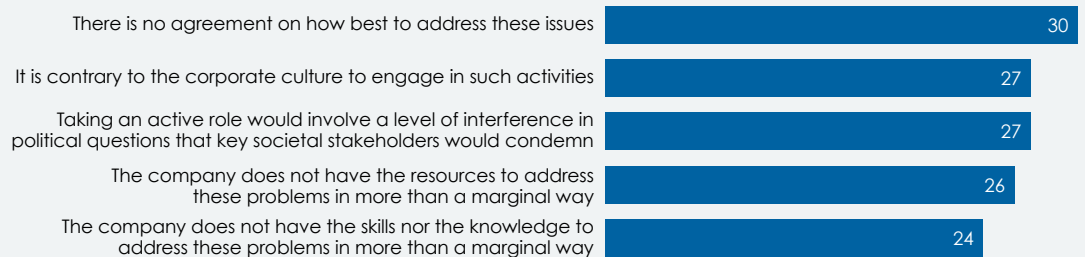 There is no agreement on how best to address these issues
30
It is contrary to the corporate culture to engage in such activities
27
Taking an active role would involve a level of interference in
political questions that key societal stakeholders would condemn
27
The company does not have the resources to address
these problems in more than a marginal way
26
The company does not have the skills nor the knowledge to
address these problems in more than a marginal way
24